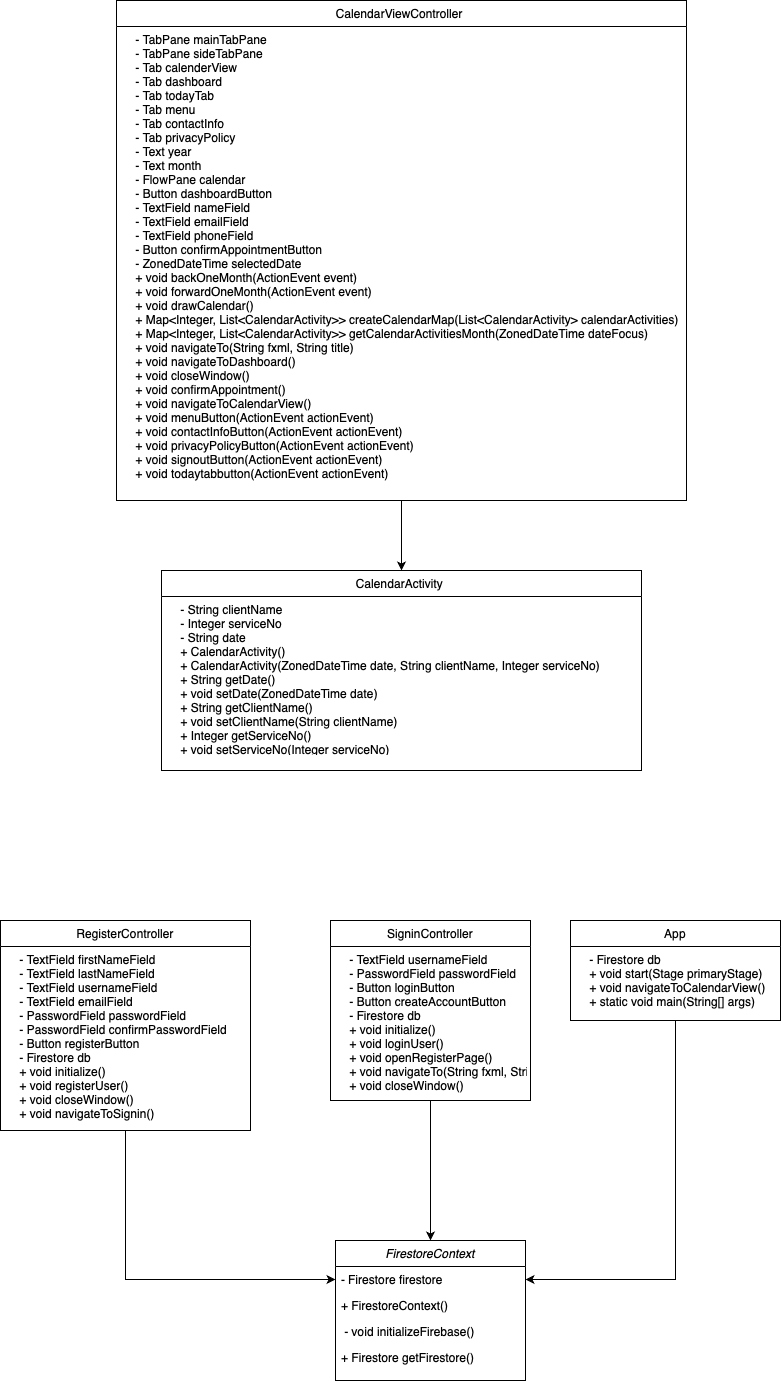 CalendarViewController
- TabPane mainTabPane
- TabPane sideTabPane
- Tab calenderView
- Tab dashboard
- Tab todayTab
- Tab menu
- Tab contactInfo
- Tab privacyPolicy
- Text year
- Text month
- FlowPane calendar
- Button dashboardButton
- TextField nameField
- TextField emailField
- TextField phoneField
- Button confirmAppointmentButton
- ZonedDateTime selectedDate
+ void backOneMonth(ActionEvent event)
+ void forwardOneMonth(ActionEvent event)
+ void drawCalendar()
+ Map<Integer, List<CalendarActivity>> createCalendarMap(List<CalendarActivity> calendarActivities)
+ Map<Integer, List<CalendarActivity>> getCalendarActivitiesMonth(ZonedDateTime dateFocus)
+ void navigateTo(String fxml, String title)
+ void navigateToDashboard()
+ void closeWindow()
+ void confirmAppointment()
+ void navigateToCalendarView()
+ void menuButton(ActionEvent actionEvent)
+ void contactInfoButton(ActionEvent actionEvent)
+ void privacyPolicyButton(ActionEvent actionEvent)
+ void signoutButton(ActionEvent actionEvent)
+ void todaytabbutton(ActionEvent actionEvent)
CalendarActivity
- String clientName
- Integer serviceNo
- String date
+ CalendarActivity()
+ CalendarActivity(ZonedDateTime date, String clientName, Integer serviceNo)
+ String getDate()
+ void setDate(ZonedDateTime date)
+ String getClientName()
+ void setClientName(String clientName)
+ Integer getServiceNo()
+ void setServiceNo(Integer serviceNo)
RegisterController
- TextField firstNameField
- TextField lastNameField
- TextField usernameField
- TextField emailField
- PasswordField passwordField
- PasswordField confirmPasswordField
- Button registerButton
- Firestore db
+ void initialize()
+ void registerUser()
+ void closeWindow()
+ void navigateToSignin()
SigninController
- TextField usernameField
- PasswordField passwordField
- Button loginButton
- Button createAccountButton
- Firestore db
+ void initialize()
+ void loginUser()
+ void openRegisterPage()
+ void navigateTo(String fxml, Stri
+ void closeWindow()
App
- Firestore db
+ void start(Stage primaryStage)
+ void navigateToCalendarView()
+ static void main(String[] args)
FirestoreContext
- Firestore firestore
+ FirestoreContext()
- void initializeFirebase()
+ Firestore getFirestore()